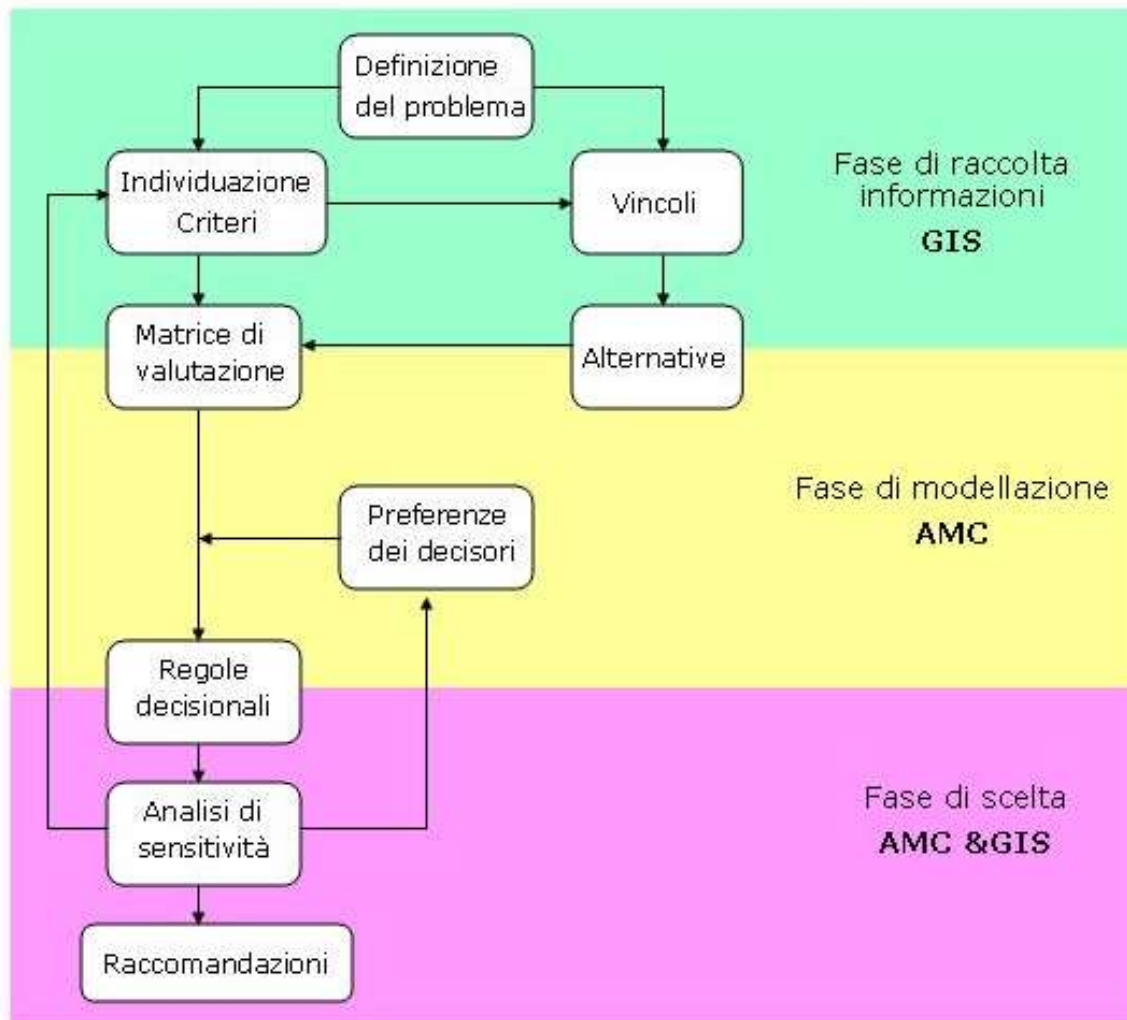 Definizione
del problema
Individuazione
Criteri
Vincoli
Fase di raccolta
informazioni
GIS
Matrice di
valutazione
Alternative
Fase di modellazione
AMC
Preferenze
dei decisori
Regole
decisionali
Analisi di
sensitività
Fase di scelta
AMC &GIS
Raccomandazioni